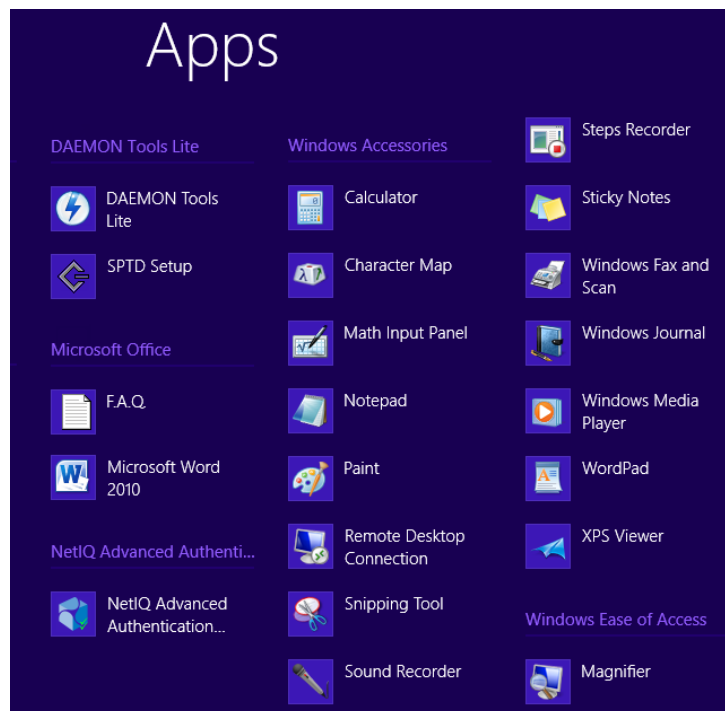 Apps
DAEMON Tools Lite
DAEMON Tools
Lite
SPTD Setup
Microsoft Office
F.A.Q.
Microsoft Word
2010
NetIQ Advanced Authenti...
NetIQ Advanced
Authentication...
Windows Accessories
Calculator
Character Map
Math Input Panel
Notepad
Paint
Remote Desktop
Connection
Snipping Tool
Sound Recorder
Steps Recorder
Sticky Notes
Windows Fax and
Scan
Windows Journal
Windows Media
Player
WordPad
XPS Viewer
Windows Ease of Access
Magnifier